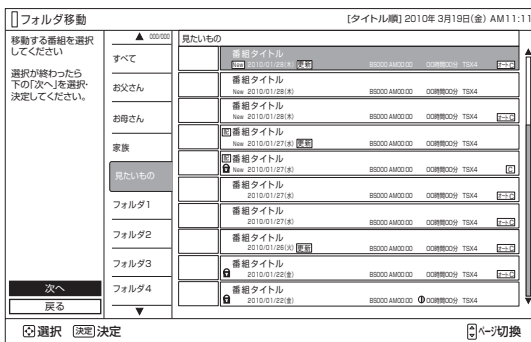 フォルダ移動
[タイトル順] 2010年 3月19日(金) AM11:11
移動する番組を選択
してください
選択が終わったら
下の「次へ」を選択・
決定してください。
次へ
戻る
▲ 000/000
すべて
お父さん
お母さん
家族
見たいもの
フォルダ1
フォルダ2
フォルダ3
フォルダ4
▼
見たいもの
番組タイトル
New 2010/01/28(木) 更新 BS000 AM00:00 00時間00分 TSX4
番組タイトル
New 2010/01/28(木) BS000 AM00:00 00時間00分 TSX4
番組タイトル
New 2010/01/28(木) BS000 AM00:00 00時間00分 TSX4
番組タイトル
New 2010/01/27(水) 更新 BS000 AM00:00 00時間00分 TSX4
番組タイトル
New 2010/01/27(水) BS000 AM00:00 00時間00分 TSX4 C
番組タイトル
2010/01/27(水) BS000 AM00:00 00時間00分 TSX4
番組タイトル
2010/01/27(水) BS000 AM00:00 00時間00分 TSX4
番組タイトル
2010/01/26(火) 更新 BS000 AM00:00 00時間00分 TSX4
番組タイトル
2010/01/22(金) BS000 AM00:00 00時間00分 TSX4
番組タイトル
2010/01/22(金) BS000 AM00:00 00時間00分 TSX4
選択 決定 決定
ページ切換